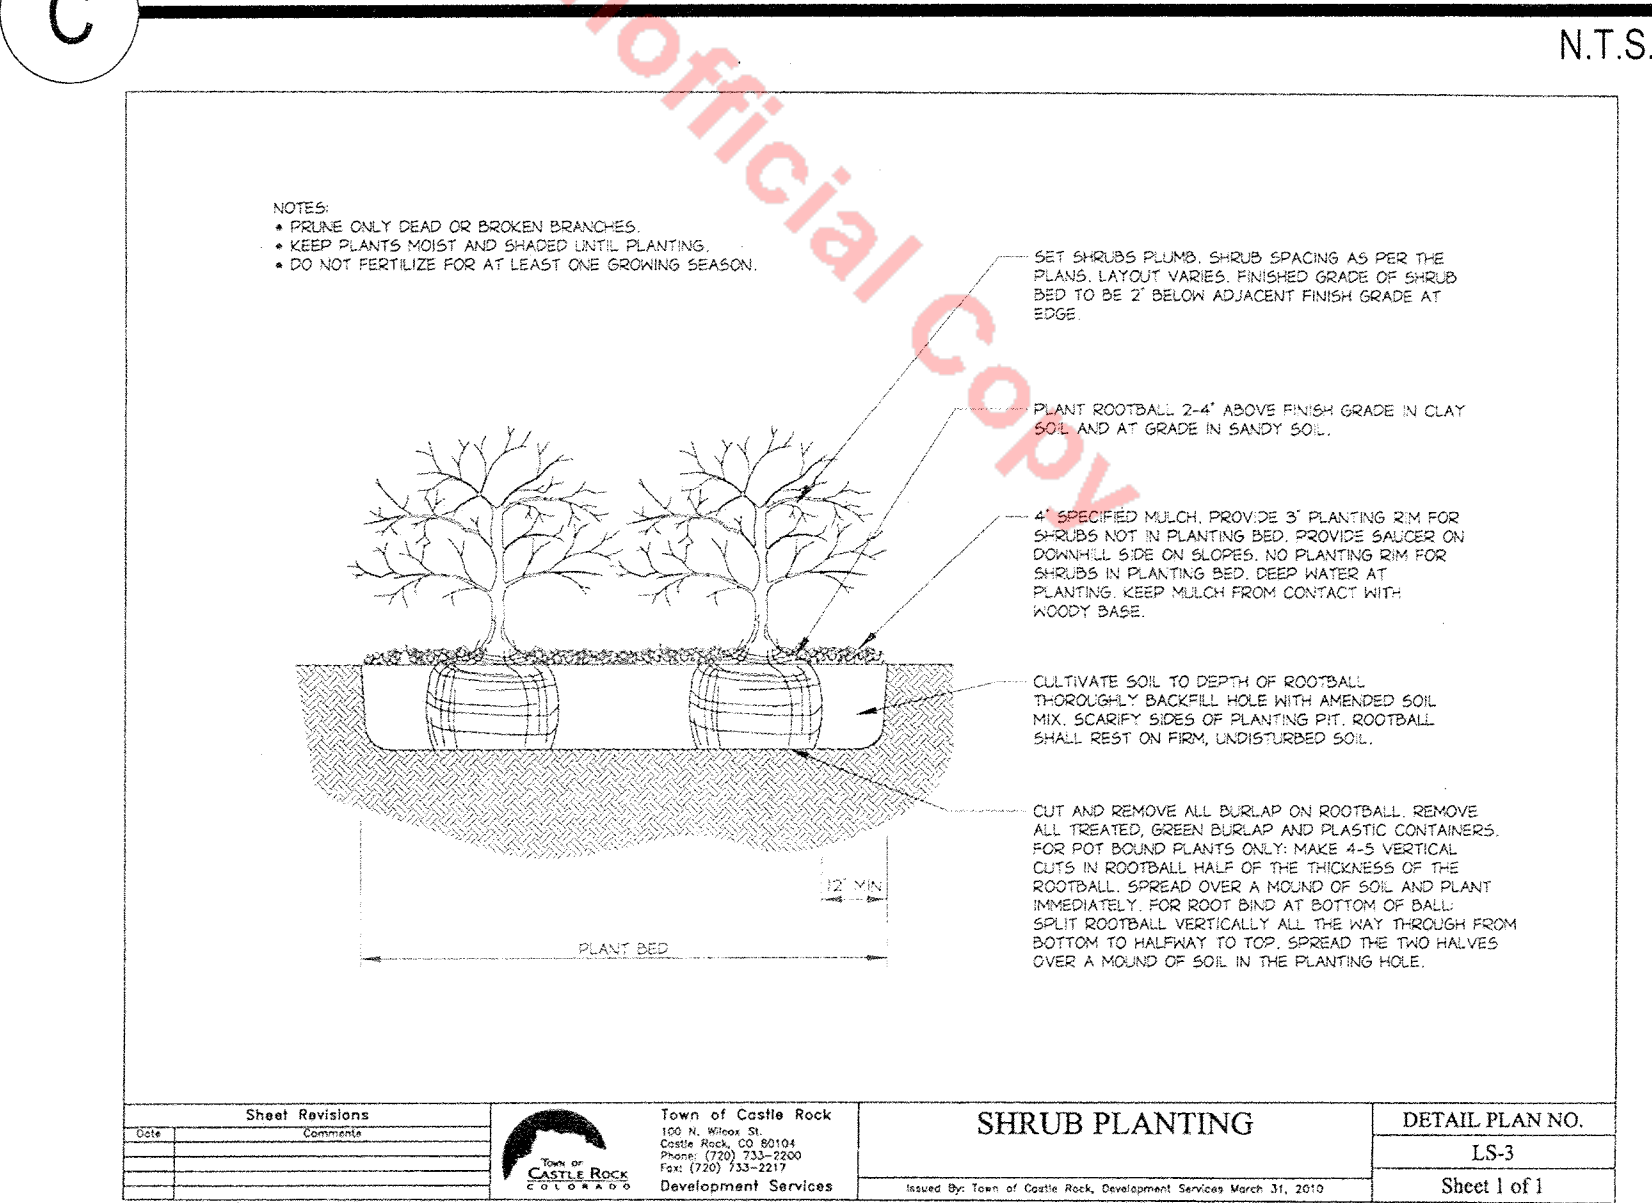 C
N.T.S.
nofficial Copy
NOTES:
• PRUNE ONLY DEAD OR BROKEN BRANCHES.
• KEEP PLANTS MOIST AND SHADED UNTIL PLANTING.
• DO NOT FERTILIZE FOR AT LEAST ONE GROWING SEASON.
SET SHRUBS PLUMB. SHRUB SPACING AS PER THE
PLANS. LAYOUT VARIES. FINISHED GRADE OF SHRUB
BED TO BE 2" BELOW ADJACENT FINISH GRADE AT
EDGE.
PLANT ROOTBALL 2-4" ABOVE FINISH GRADE IN CLAY
SOIL AND AT GRADE IN SANDY SOIL.
4" SPECIFIED MULCH. PROVIDE 3" PLANTING RIM FOR
SHRUBS NOT IN PLANTING BED. PROVIDE SAUCER ON
DOWNHILL SIDE ON SLOPES. NO PLANTING RIM FOR
SHRUBS IN PLANTING BED. DEEP WATER AT
PLANTING. KEEP MULCH FROM CONTACT WITH
WOODY BASE.
CULTIVATE SOIL TO DEPTH OF ROOTBALL
THOROUGHLY BACKFILL HOLE WITH AMENDED SOIL
MIX. SCARIFY SIDES OF PLANTING PIT. ROOTBALL
SHALL REST ON FIRM, UNDISTURBED SOIL.
CUT AND REMOVE ALL BURLAP ON ROOTBALL. REMOVE
ALL TREATED, GREEN BURLAP AND PLASTIC CONTAINERS.
FOR POT BOUND PLANTS ONLY: MAKE 4-5 VERTICAL
CUTS IN ROOTBALL HALF OF THE THICKNESS OF THE
ROOTBALL. SPREAD OVER A MOUND OF SOIL AND PLANT
IMMEDIATELY. FOR ROOT BIND AT BOTTOM OF BALL:
SPLIT ROOTBALL VERTICALLY ALL THE WAY THROUGH FROM
BOTTOM TO HALFWAY TO TOP. SPREAD THE TWO HALVES
OVER A MOUND OF SOIL IN THE PLANTING HOLE.
12" MIN
PLANT BED
Sheet Revisions
Date Comments
TOWN OF
CASTLE ROCK
COLORADO
Town of Castle Rock
100 N. Wilcox St.
Castle Rock, CO 80104
Phone: (720) 733-2200
Fax: (720) 733-2217
Development Services
SHRUB PLANTING
Issued By: Town of Castle Rock, Development Services March 31, 2010
DETAIL PLAN NO.
LS-3
Sheet 1 of 1